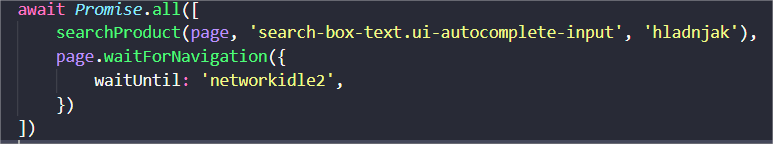 await Promise.all([
searchProduct(page, 'search-box-text.ui-autocomplete-input', 'hladnjak'),
page.waitForNavigation({
waitUntil: 'networkidle2',
})
])